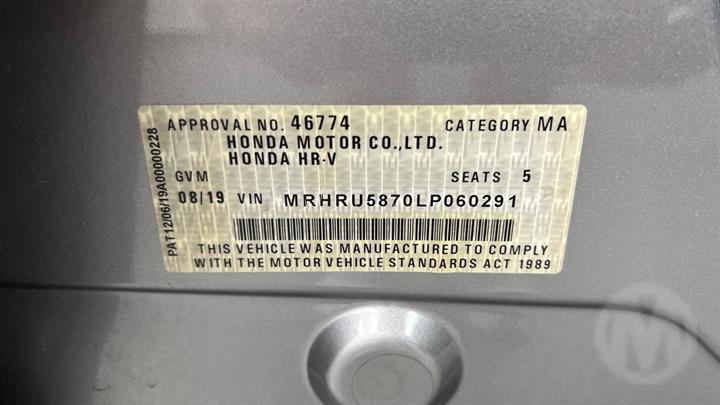 APPROVAL NO. 46774 CATEGORY MA
HONDA MOTOR CO.,LTD.
HONDA HR-V
GVM SEATS 5
08/19 VIN MRHRU5870LP060291
THIS VEHICLE WAS MANUFACTURED TO COMPLY
WITH THE MOTOR VEHICLE STANDARDS ACT 1989
PAT12/06/19A00000228
M